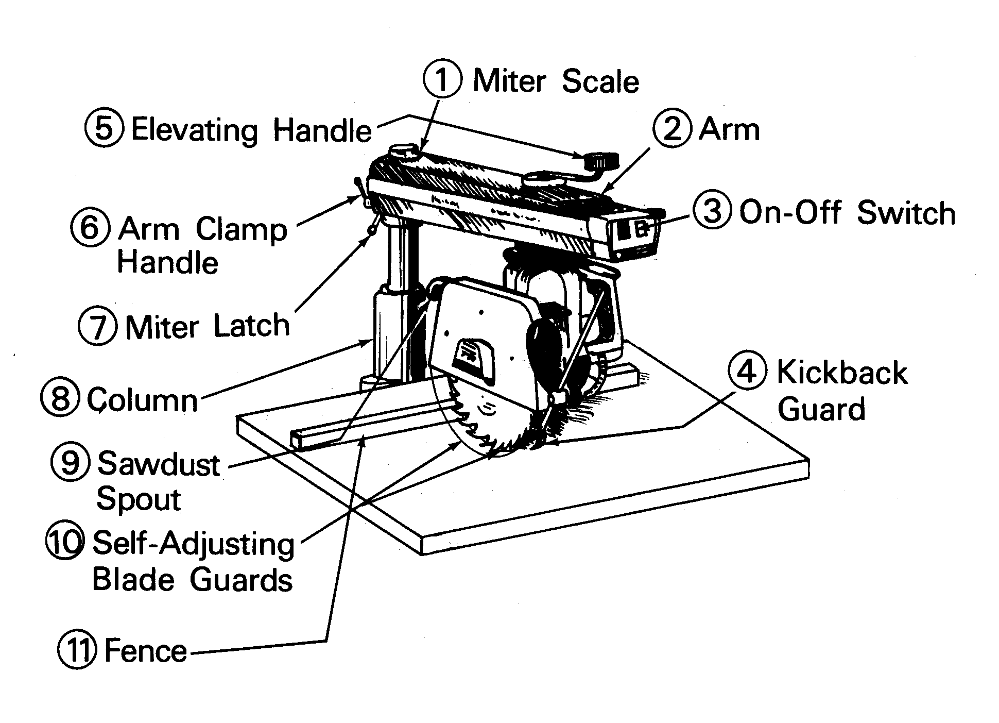 ① Miter Scale
② Arm
③ On-Off Switch
④ Kickback
Guard
⑤ Elevating Handle
⑥ Arm Clamp
Handle
⑦ Miter Latch
⑧ Column
⑨ Sawdust
Spout
⑩ Self-Adjusting
Blade Guards
⑪ Fence